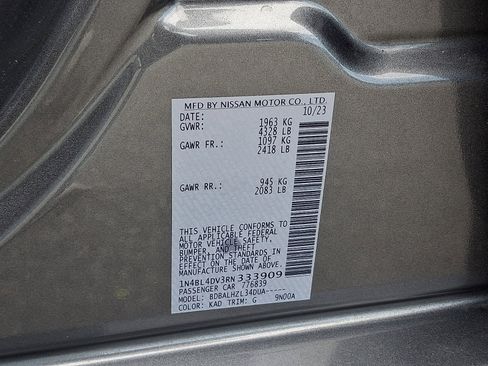 MFD BY NISSAN MOTOR CO., LTD.
DATE: 10/23
GVWR: 1963 KG
4328 LB
GAWR FR.: 1097 KG
2418 LB
GAWR RR.: 945 KG
2083 LB
THIS VEHICLE CONFORMS TO
ALL APPLICABLE FEDERAL
MOTOR VEHICLE SAFETY,
BUMPER, AND THEFT
PREVENTION STANDARDS IN
EFFECT ON THE DATE OF
MANUFACTURE SHOWN ABOVE.
1N4BL4DV3RN333909
PASSENGER CAR 776839
MODEL: BDBALHZL34DUA-----
COLOR: KAD TRIM: G 9N00A